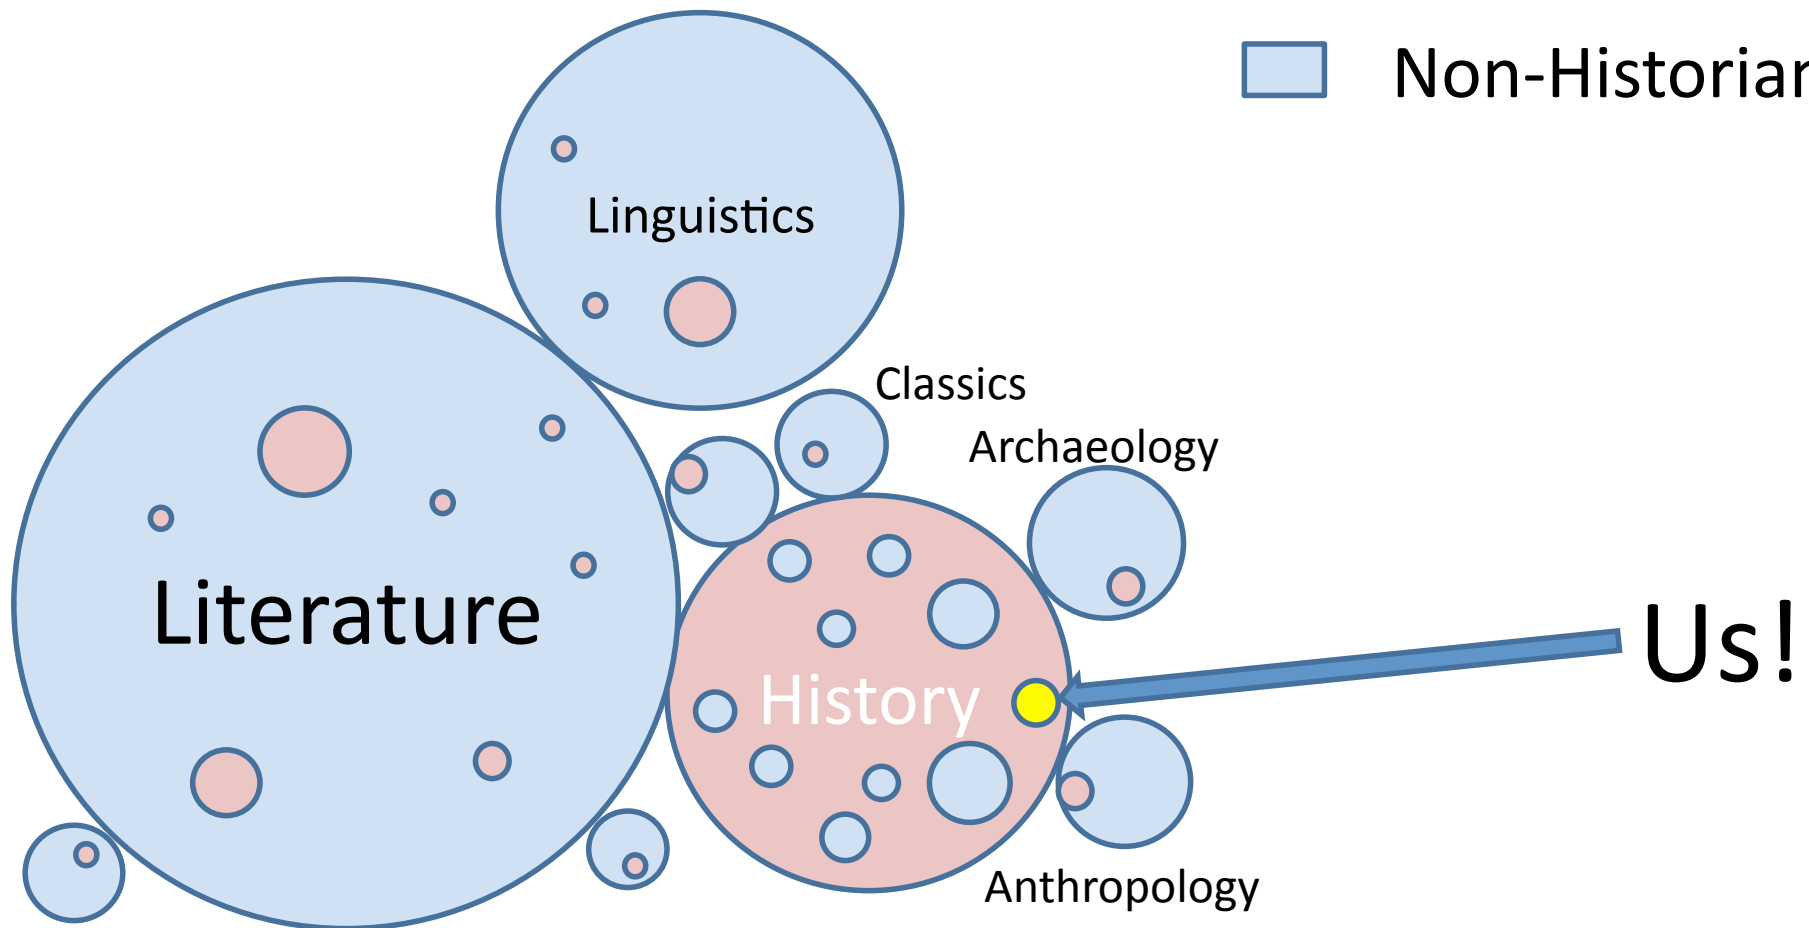 Non-Historian
Linguistics
Classics
Archaeology
Literature
Us!
History
Anthropology